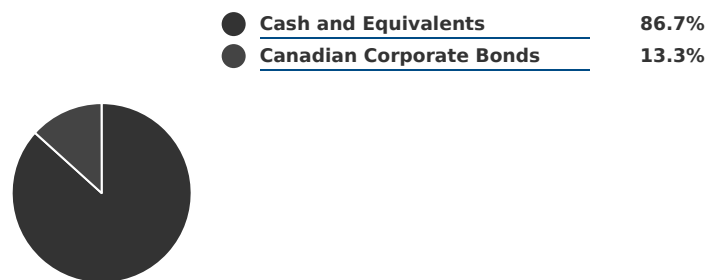 Cash and Equivalents 86.7%
Canadian Corporate Bonds 13.3%